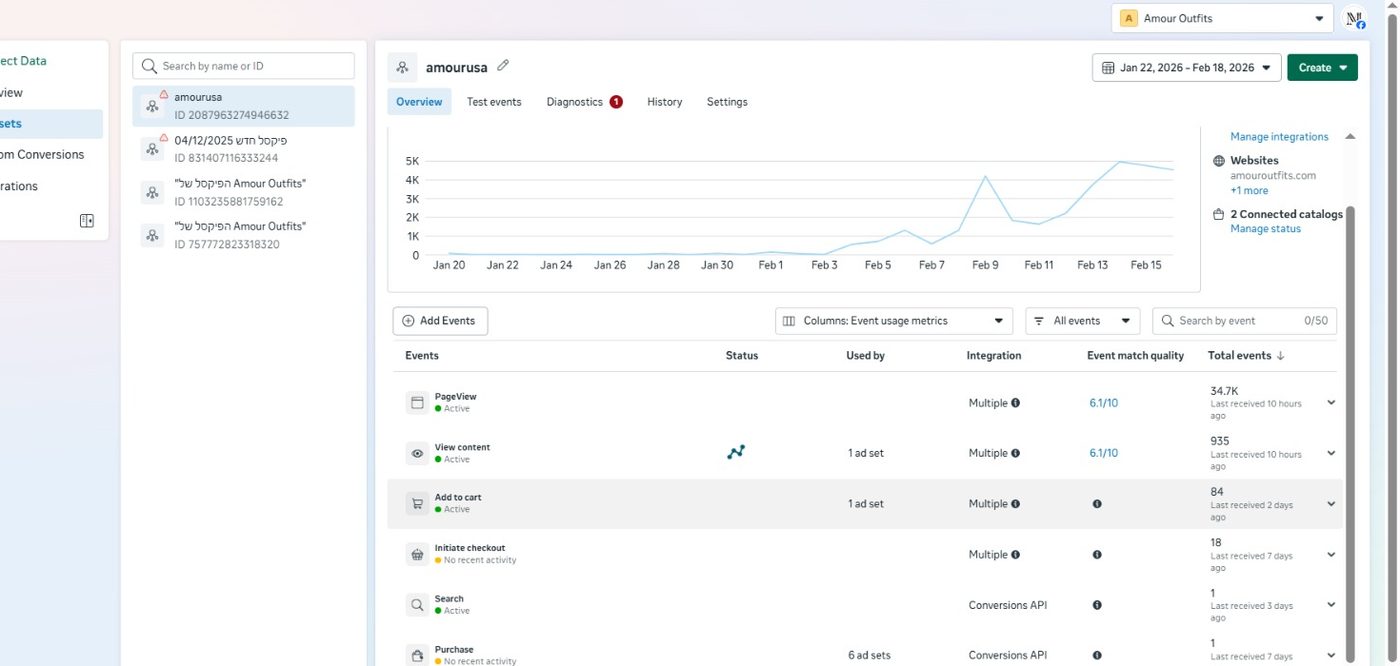 Amour Outfits
ect Data
view
sets
om Conversions
rations
Search by name or ID
amourusa
ID 2087963274946632
פיקסל חדש 04/12/2025
ID 831407116333244
"הפיקסל של Amour Outfits"
ID 1103235881759162
"הפיקסל של Amour Outfits"
ID 757772823318320
amourusa
Jan 22, 2026 – Feb 18, 2026
Create
Overview
Test events
Diagnostics 1
History
Settings
5K
4K
3K
2K
1K
0
Jan 20 Jan 22 Jan 24 Jan 26 Jan 28 Jan 30 Feb 1 Feb 3 Feb 5 Feb 7 Feb 9 Feb 11 Feb 13 Feb 15
Manage integrations
Websites
amouroutfits.com
+1 more
2 Connected catalogs
Manage status
Add Events
Columns: Event usage metrics
All events
Search by event 0/50
Events Status Used by Integration Event match quality Total events ↓
PageView
Active
Multiple
6.1/10
34.7K
Last received 10 hours
ago
View content
Active
1 ad set
Multiple
6.1/10
935
Last received 10 hours
ago
Add to cart
Active
1 ad set
Multiple
84
Last received 2 days
ago
Initiate checkout
No recent activity
Multiple
18
Last received 7 days
ago
Search
Active
Conversions API
1
Last received 3 days
ago
Purchase
No recent activity
6 ad sets
Conversions API
1
Last received 7 days